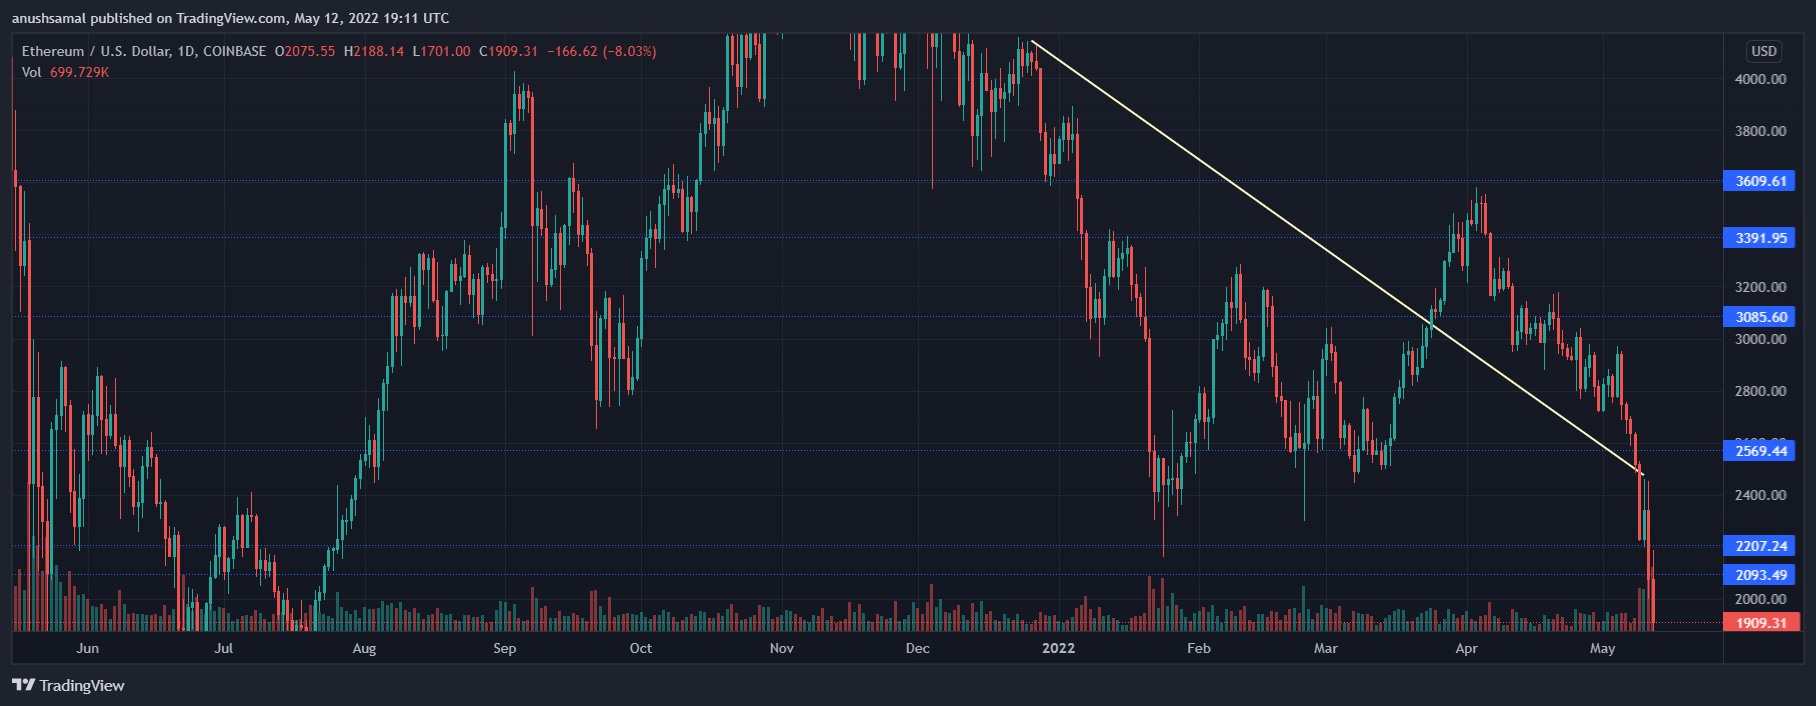 anushsamal published on TradingView.com, May 12, 2022 19:11 UTC
Ethereum / U.S. Dollar, 1D, COINBASE O2075.55 H2188.14 L1701.00 C1909.31 −166.62 (−8.03%)
Vol 699.729K
USD
4000.00
3800.00
3609.61
3391.95
3200.00
3085.60
3000.00
2800.00
2569.44
2400.00
2207.24
2093.49
2000.00
1909.31
Jun Jul Aug Sep Oct Nov Dec 2022 Feb Mar Apr May
TradingView